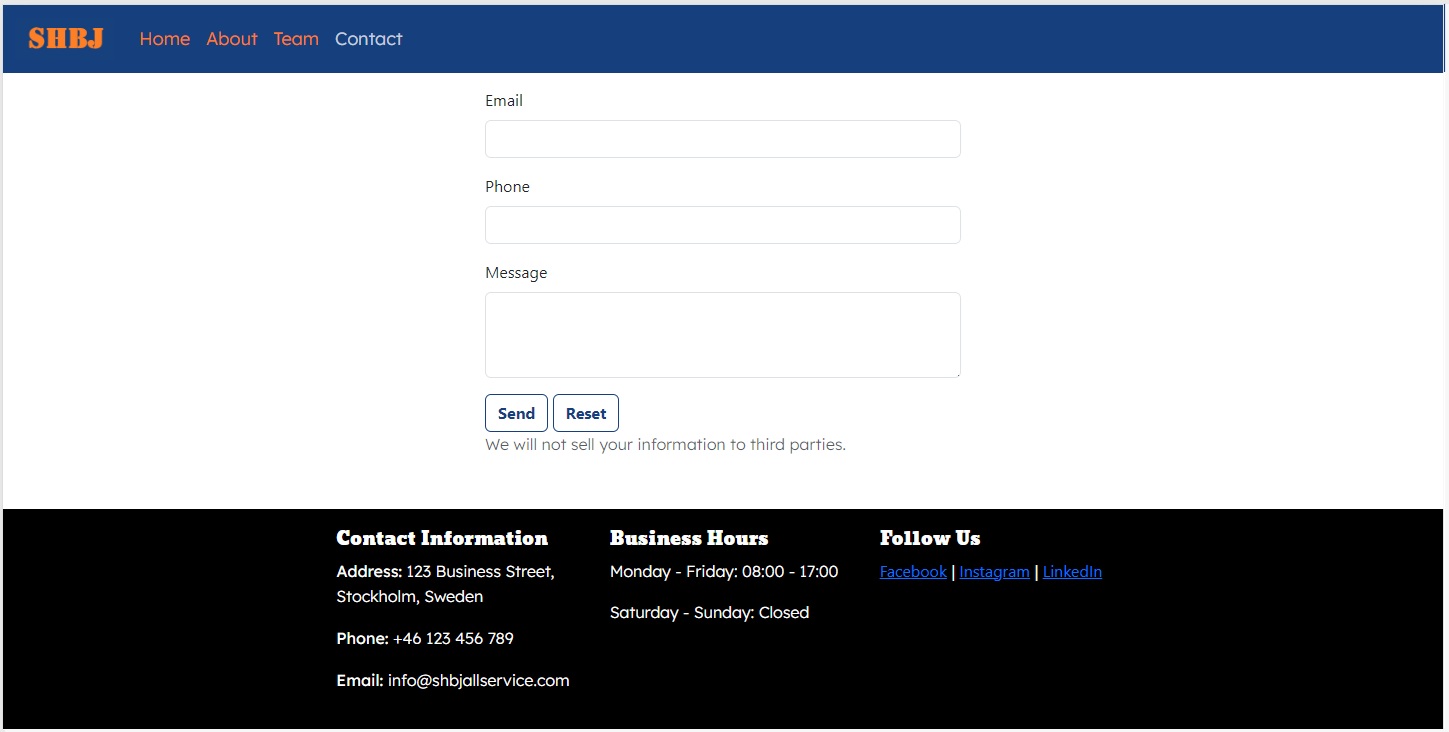 SHBJ Home About Team Contact
Email
Phone
Message
Send Reset
We will not sell your information to third parties.
Contact Information
Address: 123 Business Street,
Stockholm, Sweden
Phone: +46 123 456 789
Email: info@shbjallservice.com
Business Hours
Monday - Friday: 08:00 - 17:00
Saturday - Sunday: Closed
Follow Us
Facebook | Instagram | LinkedIn